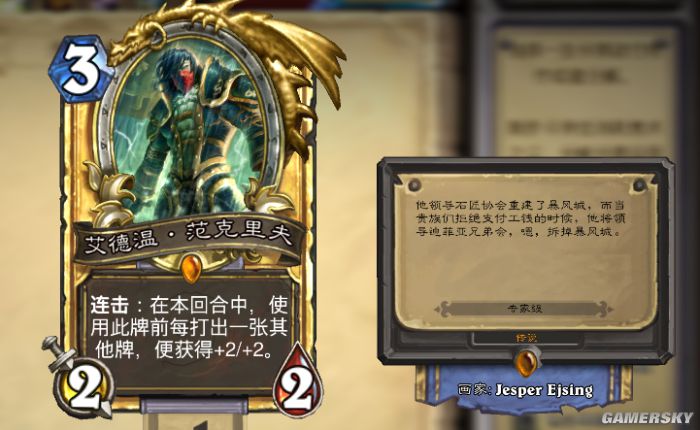 3
艾德温·范克里夫
连击：在本回合中，使
用此牌前每打出一张其
他牌，便获得+2/+2。
2
2
他领导石匠协会重建了暴风城，而当
贵族们拒绝支付工钱的时候，他将领
导迪菲亚兄弟会，嗯，拆掉暴风城。
专家级
传说
画家: Jesper Ejsing
GAMERSKY